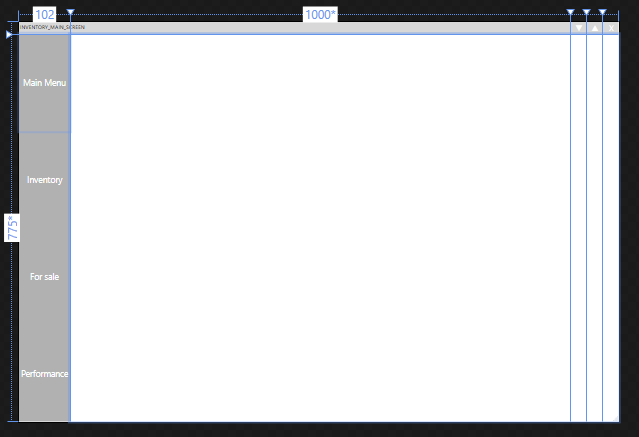 102
1000*
INVENTORY_MAIN_SCREEN
X
Main Menu
Inventory
775*
For sale
Performance